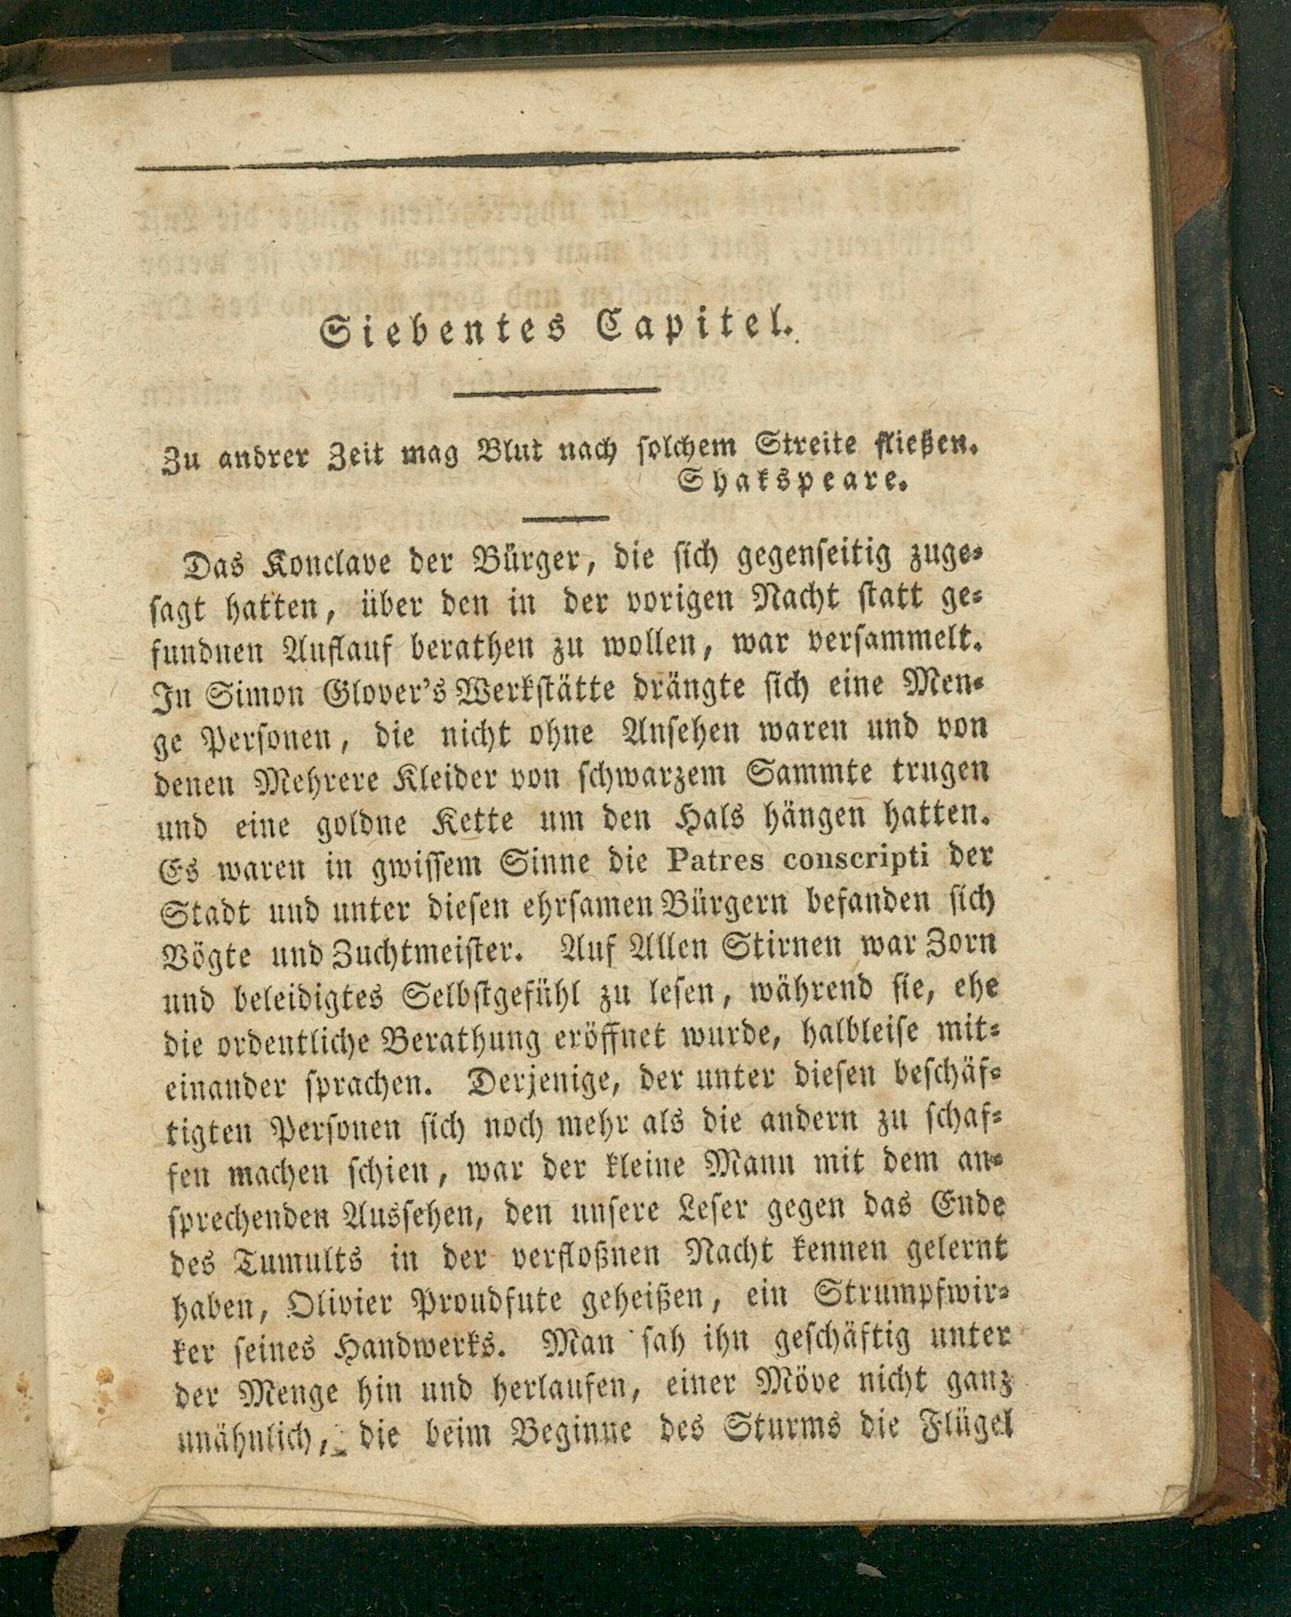 Siebentes Capitel.
Zu andrer Zeit mag Blut nach solchem Streite fließen.
Shakspeare.
Das Konclave der Bürger, die sich gegenseitig zuge-
sagt hatten, über den in der vorigen Nacht statt ge-
fundnen Auflauf berathen zu wollen, war versammelt.
In Simon Glover's Werkstätte drängte sich eine Men-
ge Personen, die nicht ohne Ansehen waren und von
denen Mehrere Kleider von schwarzem Sammte trugen
und eine goldne Kette um den Hals hängen hatten.
Es waren in gwissem Sinne die Patres conscripti der
Stadt und unter diesen ehrsamen Bürgern befanden sich
Vögte und Zuchtmeister. Auf Allen Stirnen war Zorn
und beleidigtes Selbstgefühl zu lesen, während sie, ehe
die ordentliche Berathung eröffnet wurde, halbleise mit-
einander sprachen. Derjenige, der unter diesen beschäf-
tigten Personen sich noch mehr als die andern zu schaf-
fen machen schien, war der kleine Mann mit dem an-
sprechenden Aussehen, den unsere Leser gegen das Ende
des Tumults in der verfloßnen Nacht kennen gelernt
haben, Olivier Proudfute geheißen, ein Strumpfwir-
ker seines Handwerks. Man sah ihn geschäftig unter
der Menge hin und herlaufen, einer Möve nicht ganz
unähnlich, die beim Beginne des Sturms die Flügel